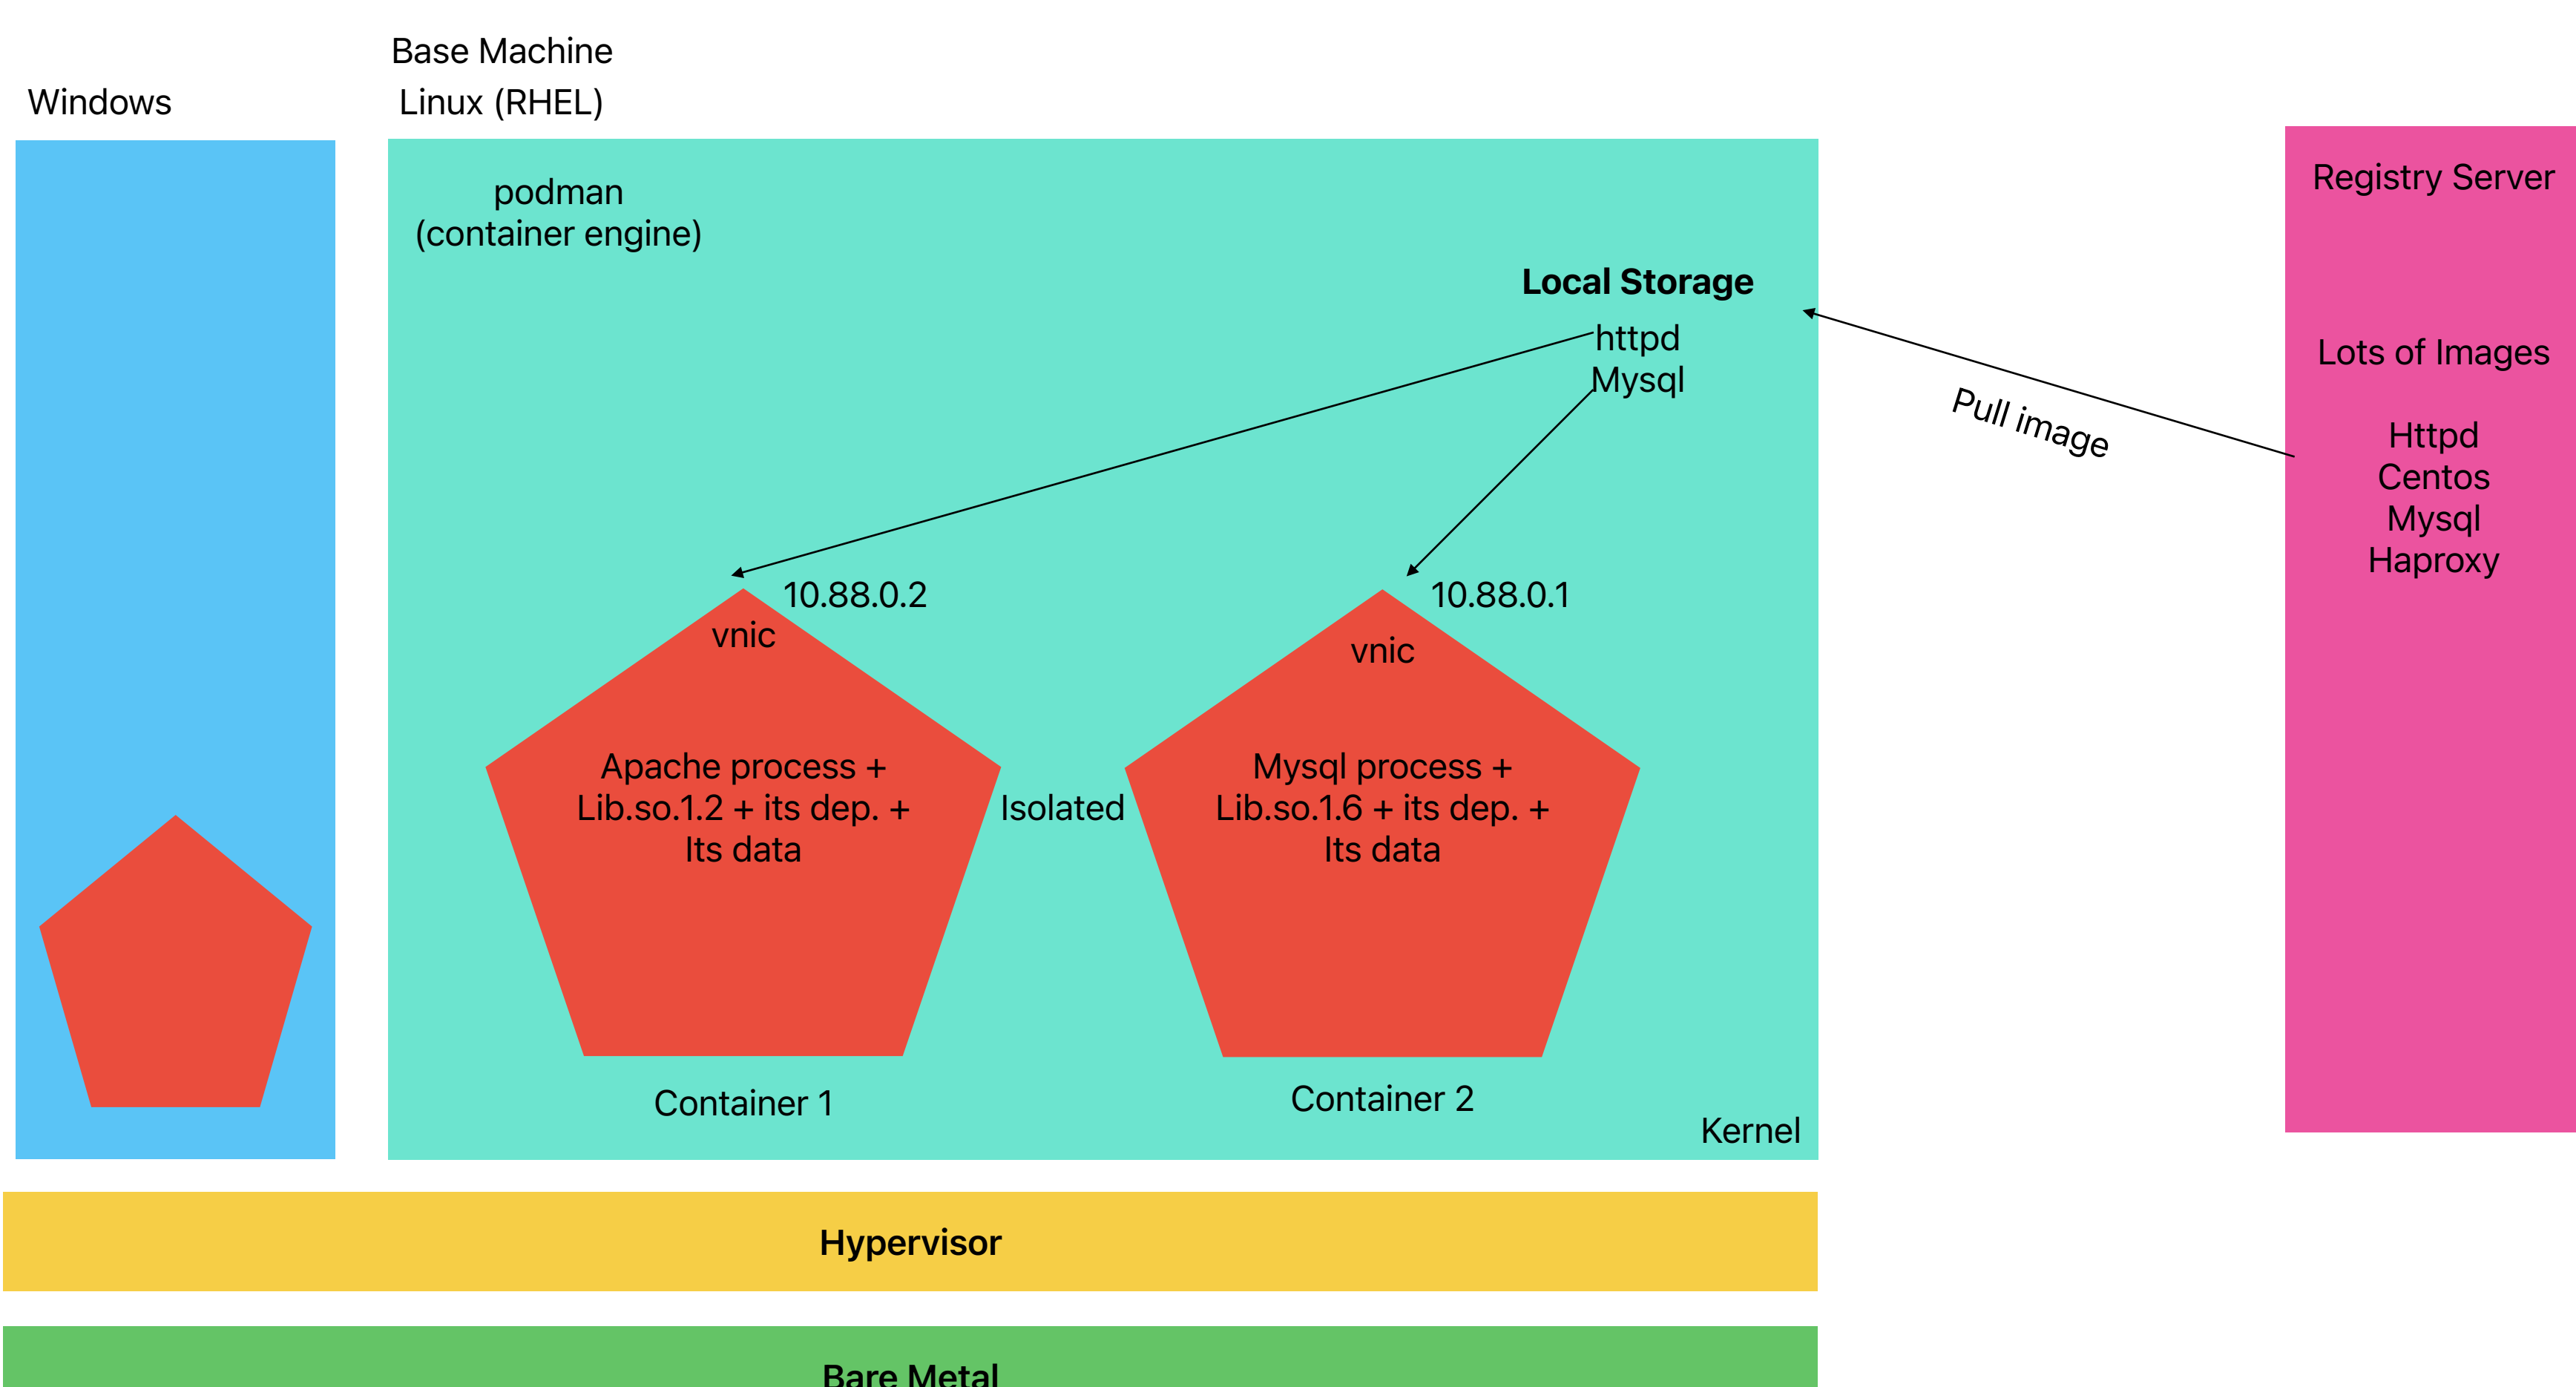 Base Machine
Windows
Linux (RHEL)
podman
(container engine)
Registry Server
Local Storage
httpd
Mysql
Lots of Images
Pull image
Httpd
Centos
Mysql
Haproxy
10.88.0.2
10.88.0.1
vnic
vnic
Apache process +
Lib.so.1.2 + its dep. +
Its data
Isolated
Mysql process +
Lib.so.1.6 + its dep. +
Its data
Container 1
Container 2
Kernel
Hypervisor
Bare Metal